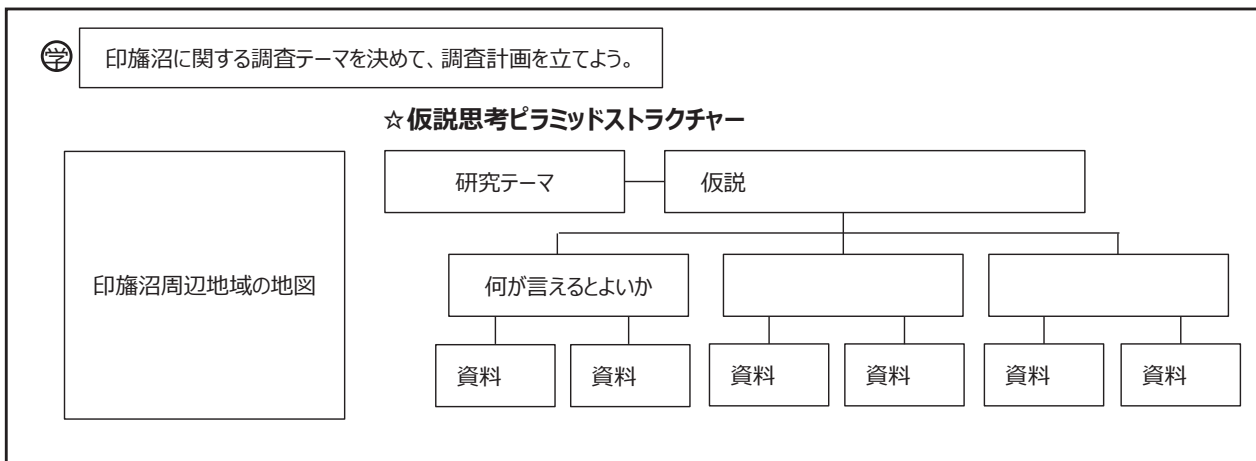 学
印旛沼に関する調査テーマを決めて、調査計画を立てよう。
☆仮説思考ピラミッドストラクチャー
研究テーマ
仮説
印旛沼周辺地域の地図
何が言えるとよいか
資料
資料
資料
資料
資料
資料